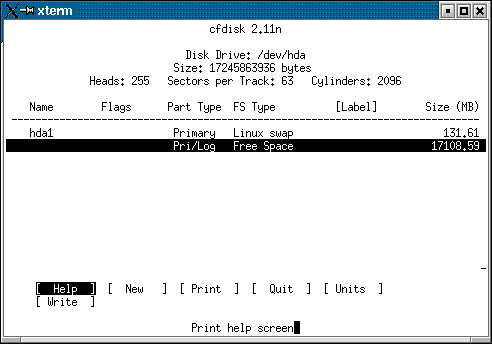 xterm
cfdisk 2.11n
Disk Drive: /dev/hda
Size: 17245863936 bytes
Heads: 255 Sectors per Track: 63 Cylinders: 2096
Name Flags Part Type FS Type [Label] Size (MB)
hda1 Primary Linux swap 131.61
Pri/Log Free Space 17108.59
[ Help ] [ New ] [ Print ] [ Quit ] [ Units ]
[ Write ]
Print help screen